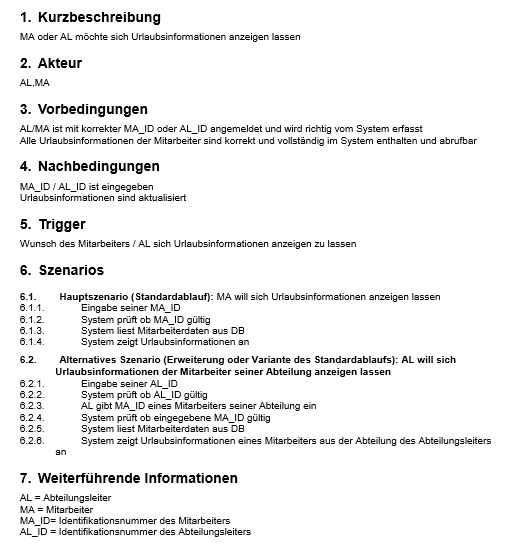 1. Kurzbeschreibung
MA oder AL möchte sich Urlaubsinformationen anzeigen lassen
2. Akteur
AL,MA
3. Vorbedingungen
AL/MA ist mit korrekter MA_ID oder AL_ID angemeldet und wird richtig vom System erfasst
Alle Urlaubsinformationen der Mitarbeiter sind korrekt und vollständig im System enthalten und abrufbar
4. Nachbedingungen
MA_ID / AL_ID ist eingegeben
Urlaubsinformationen sind aktualisiert
5. Trigger
Wunsch des Mitarbeiters / AL sich Urlaubsinformationen anzeigen zu lassen
6. Szenarios
6.1. Hauptszenario (Standardablauf): MA will sich Urlaubsinformationen anzeigen lassen
6.1.1. Eingabe seiner MA_ID
6.1.2. System prüft ob MA_ID gültig
6.1.3. System liest Mitarbeiterdaten aus DB
6.1.4. System zeigt Urlaubsinformationen an
6.2. Alternatives Szenario (Erweiterung oder Variante des Standardablaufs): AL will sich
Urlaubsinformationen der Mitarbeiter seiner Abteilung anzeigen lassen
6.2.1. Eingabe seiner AL_ID
6.2.2. System prüft ob AL_ID gültig
6.2.3. AL gibt MA_ID eines Mitarbeiters seiner Abteilung ein
6.2.4. System prüft ob eingegebene MA_ID gültig
6.2.5. System liest Mitarbeiterdaten aus DB
6.2.6. System zeigt Urlaubsinformationen eines Mitarbeiters aus der Abteilung des Abteilungsleiters
an
7. Weiterführende Informationen
AL = Abteilungsleiter
MA = Mitarbeiter
MA_ID= Identifikationsnummer des Mitarbeiters
AL_ID = Identifikationsnummer des Abteilungsleiters